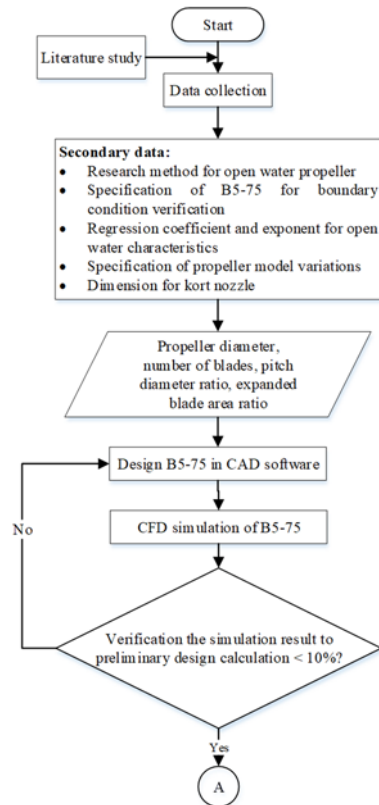 Start
Literature study
Data collection
Secondary data:
• Research method for open water propeller
• Specification of B5-75 for boundary
condition verification
• Regression coefficient and exponent for open
water characteristics
• Specification of propeller model variations
• Dimension for kort nozzle
Propeller diameter,
number of blades, pitch
diameter ratio, expanded
blade area ratio
Design B5-75 in CAD software
No
CFD simulation of B5-75
Verification the simulation result to
preliminary design calculation < 10%?
Yes
A